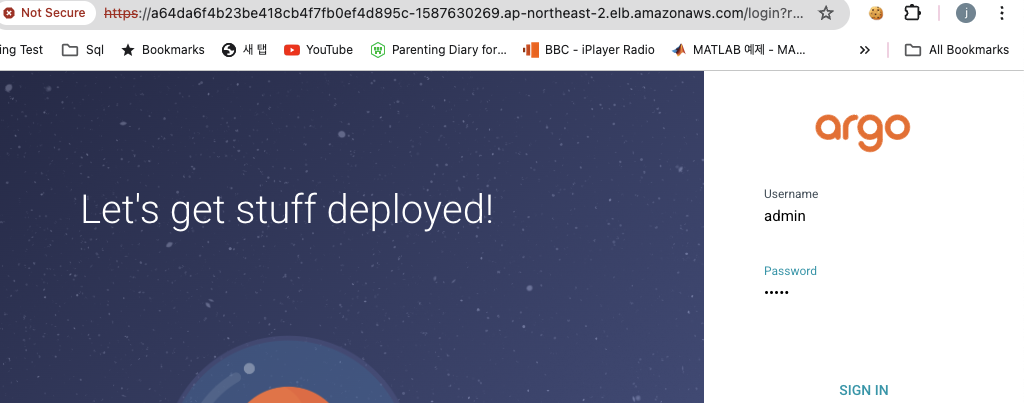 Not Secure https://a64da6f4b23be418cb4f7fb0ef4d895c-1587630269.ap-northeast-2.elb.amazonaws.com/login?r... j
ing Test Sql Bookmarks 새 탭 YouTube Parenting Diary for... BBC - iPlayer Radio MATLAB 예제 - MA... » All Bookmarks
argo
Let's get stuff deployed!
Username
admin
Password
•••••
SIGN IN